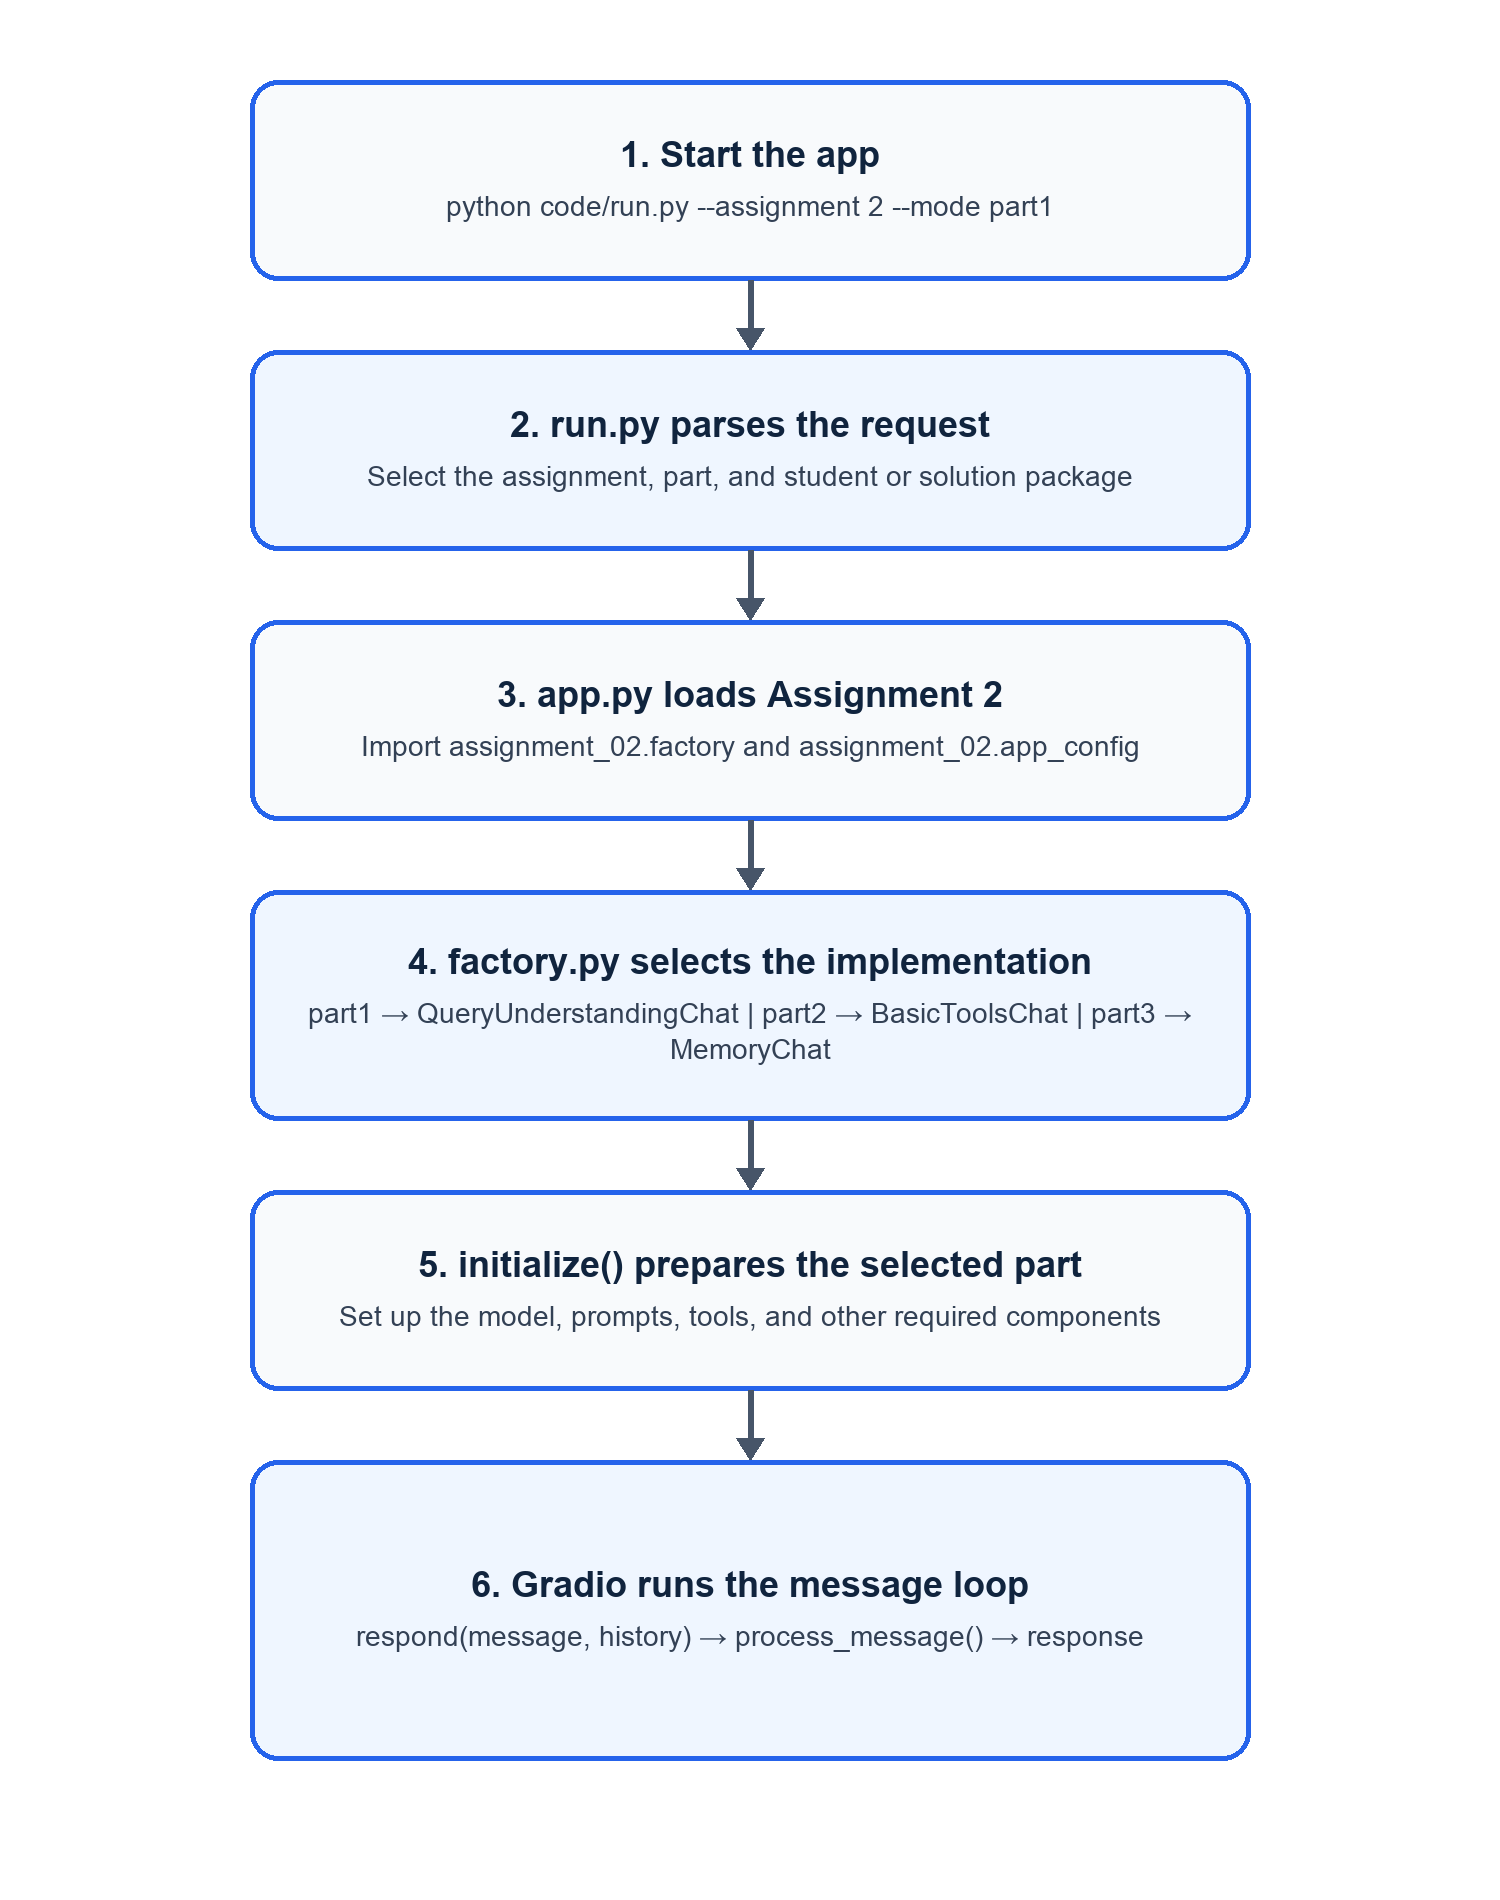 1. Start the app
python code/run.py --assignment 2 --mode part1
2. run.py parses the request
Select the assignment, part, and student or solution package
3. app.py loads Assignment 2
Import assignment_02.factory and assignment_02.app_config
4. factory.py selects the implementation
part1 → QueryUnderstandingChat | part2 → BasicToolsChat | part3 →
MemoryChat
5. initialize() prepares the selected part
Set up the model, prompts, tools, and other required components
6. Gradio runs the message loop
respond(message, history) → process_message() → response